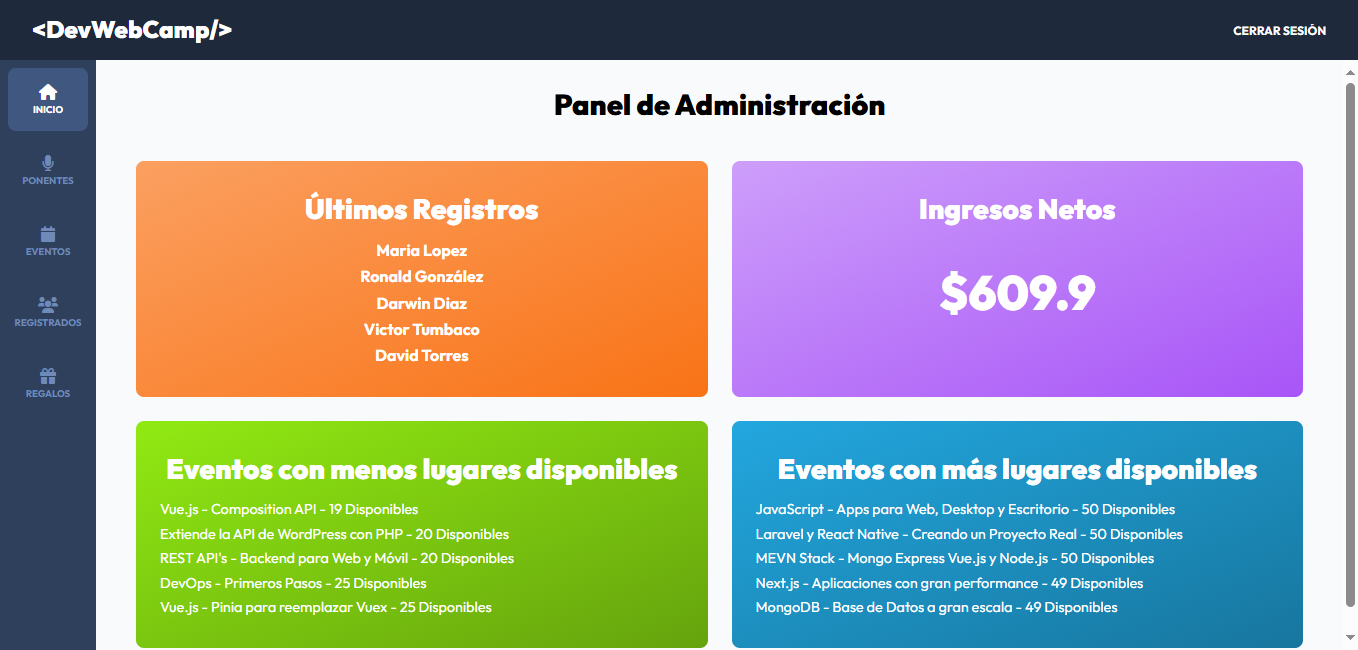 <DevWebCamp/>
CERRAR SESIÓN
INICIO
PONENTES
EVENTOS
REGISTRADOS
REGALOS
Panel de Administración
Últimos Registros
Maria Lopez
Ronald González
Darwin Diaz
Victor Tumbaco
David Torres
Ingresos Netos
$609.9
Eventos con menos lugares disponibles
Vue.js - Composition API - 19 Disponibles
Extiende la API de WordPress con PHP - 20 Disponibles
REST API's - Backend para Web y Móvil - 20 Disponibles
DevOps - Primeros Pasos - 25 Disponibles
Vue.js - Pinia para reemplazar Vuex - 25 Disponibles
Eventos con más lugares disponibles
JavaScript - Apps para Web, Desktop y Escritorio - 50 Disponibles
Laravel y React Native - Creando un Proyecto Real - 50 Disponibles
MEVN Stack - Mongo Express Vue.js y Node.js - 50 Disponibles
Next.js - Aplicaciones con gran performance - 49 Disponibles
MongoDB - Base de Datos a gran escala - 49 Disponibles